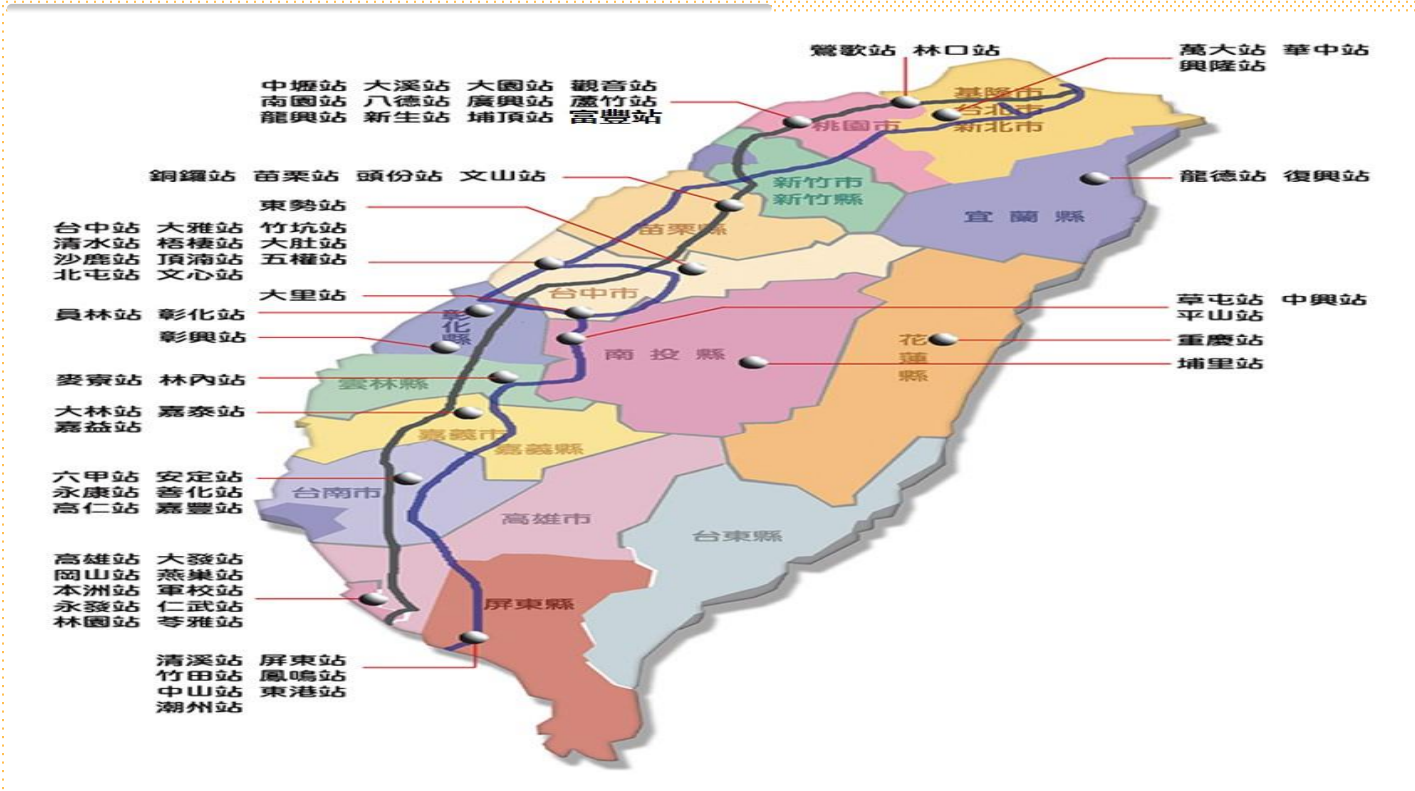 鶯歌站 林口站
萬大站 華中站
興隆站
中壢站 大溪站 大園站 觀音站
南園站 八德站 廣興站 蘆竹站
龍興站 新生站 埔頂站 富豐站
基隆市
台北市
新北市
桃園市
銅鑼站 苗栗站 頭份站 文山站
新竹市
新竹縣
龍德站 復興站
宜蘭縣
東勢站
苗栗縣
台中站 大雅站 竹坑站
清水站 梧棲站 大肚站
沙鹿站 頂湳站 五權站
北屯站 文心站
台中市
大里站
員林站 彰化站
彰化縣
彰興站
草屯站 中興站
平山站
南投縣
花蓮縣
重慶站
埔里站
麥寮站 林內站
雲林縣
大林站 嘉泰站
嘉益站
嘉義市
嘉義縣
六甲站 安定站
永康站 善化站
高仁站 嘉豐站
台南市
高雄市
台東縣
高雄站 大發站
岡山站 燕巢站
本洲站 軍校站
永發站 仁武站
林園站 苓雅站
屏東縣
清溪站 屏東站
竹田站 鳳鳴站
中山站 東港站
潮州站